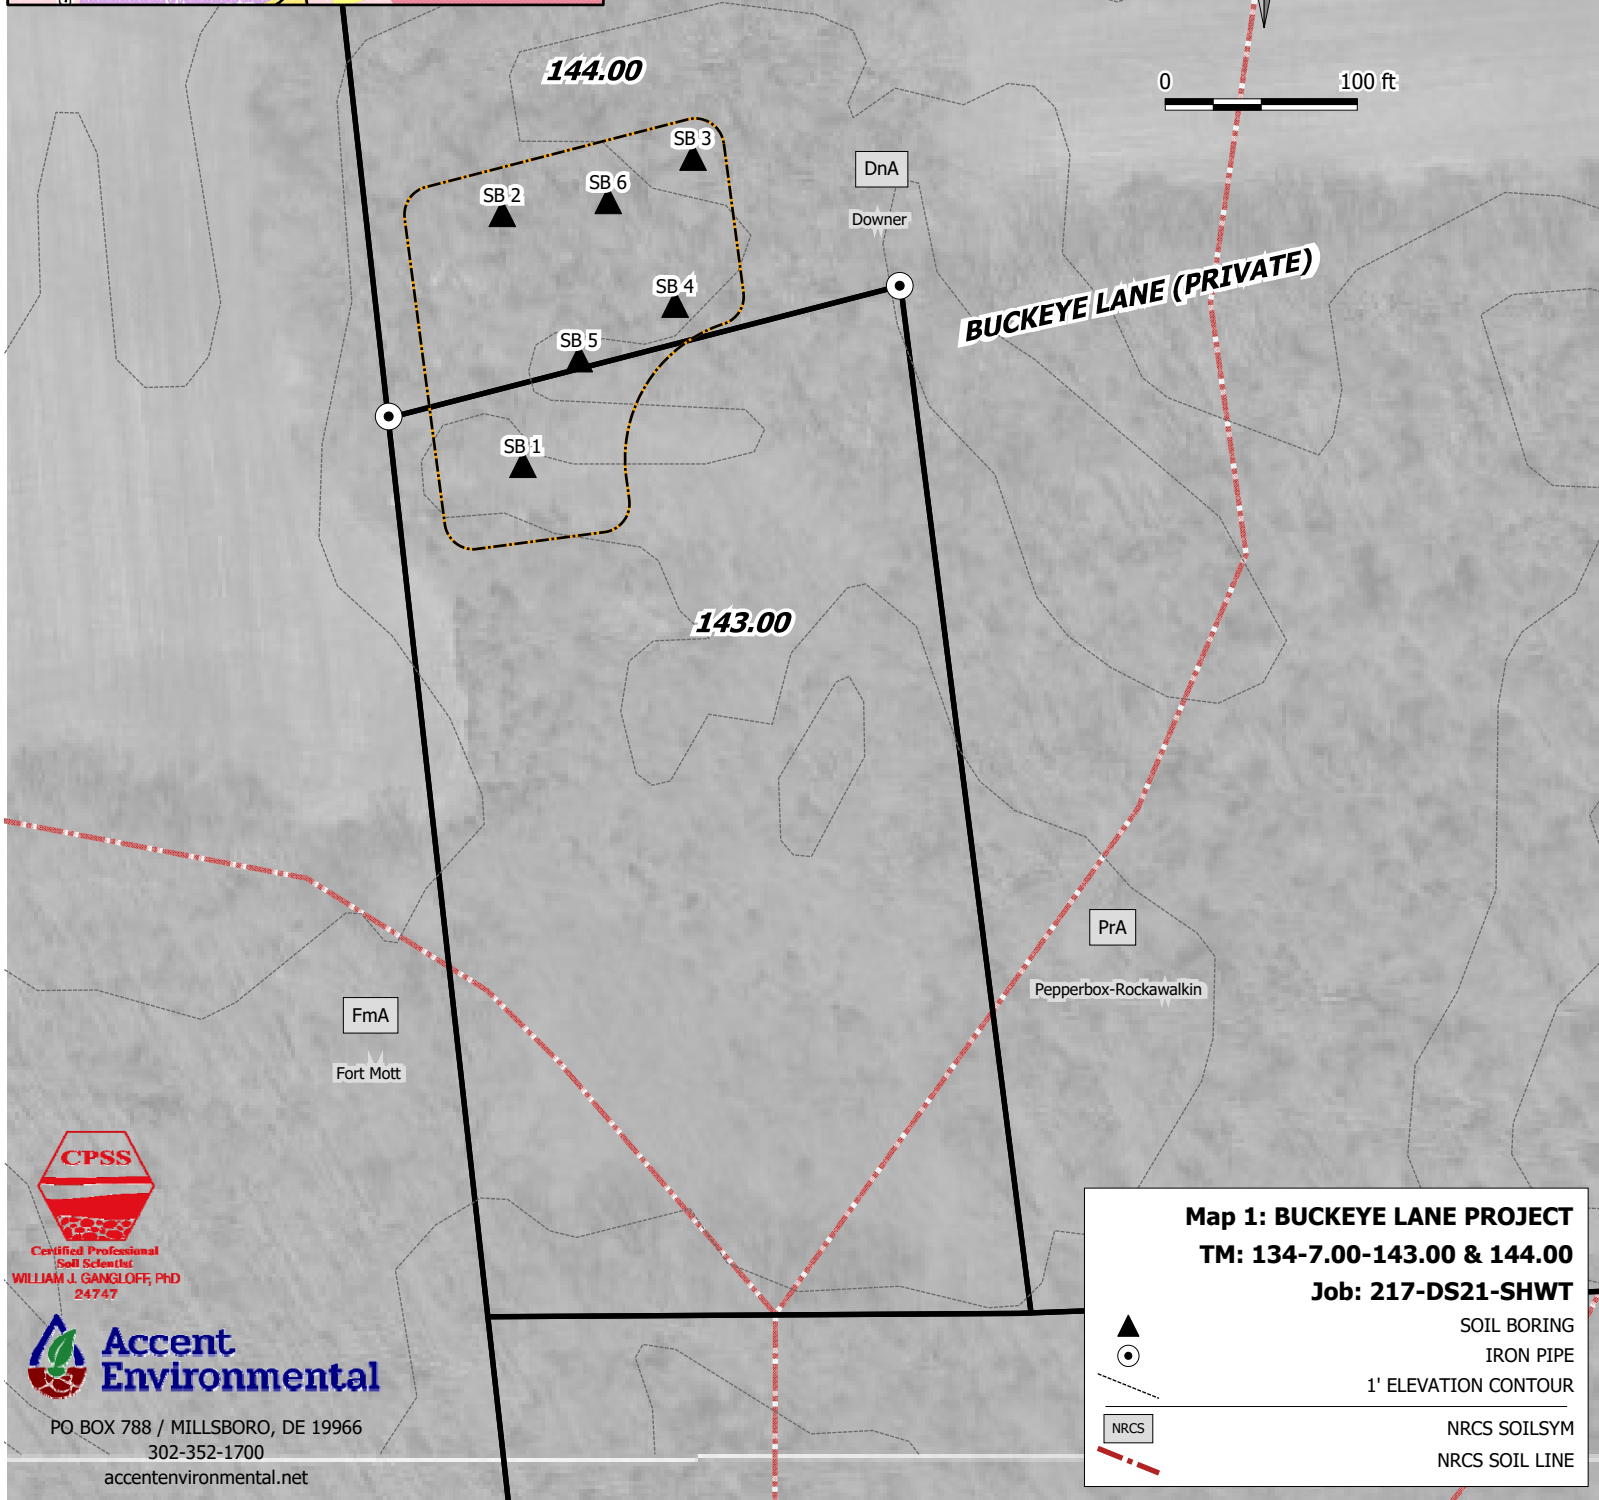 144.00
0 100 ft
SB 3
DnA
SB 6
SB 2
Downer
BUCKEYE LANE (PRIVATE)
SB 4
SB 5
SB 1
143.00
PrA
Pepperbox-Rockawalkin
FmA
Fort Mott
CPSS
Certified Professional
Soil Scientist
WILLIAM J. GANGLOFF, PhD
24747
Accent
Environmental
PO BOX 788 / MILLSBORO, DE 19966
302-352-1700
accentenvironmental.net
Map 1: BUCKEYE LANE PROJECT
TM: 134-7.00-143.00 & 144.00
Job: 217-DS21-SHWT
SOIL BORING
IRON PIPE
1' ELEVATION CONTOUR
NRCS NRCS SOILSYM
NRCS SOIL LINE